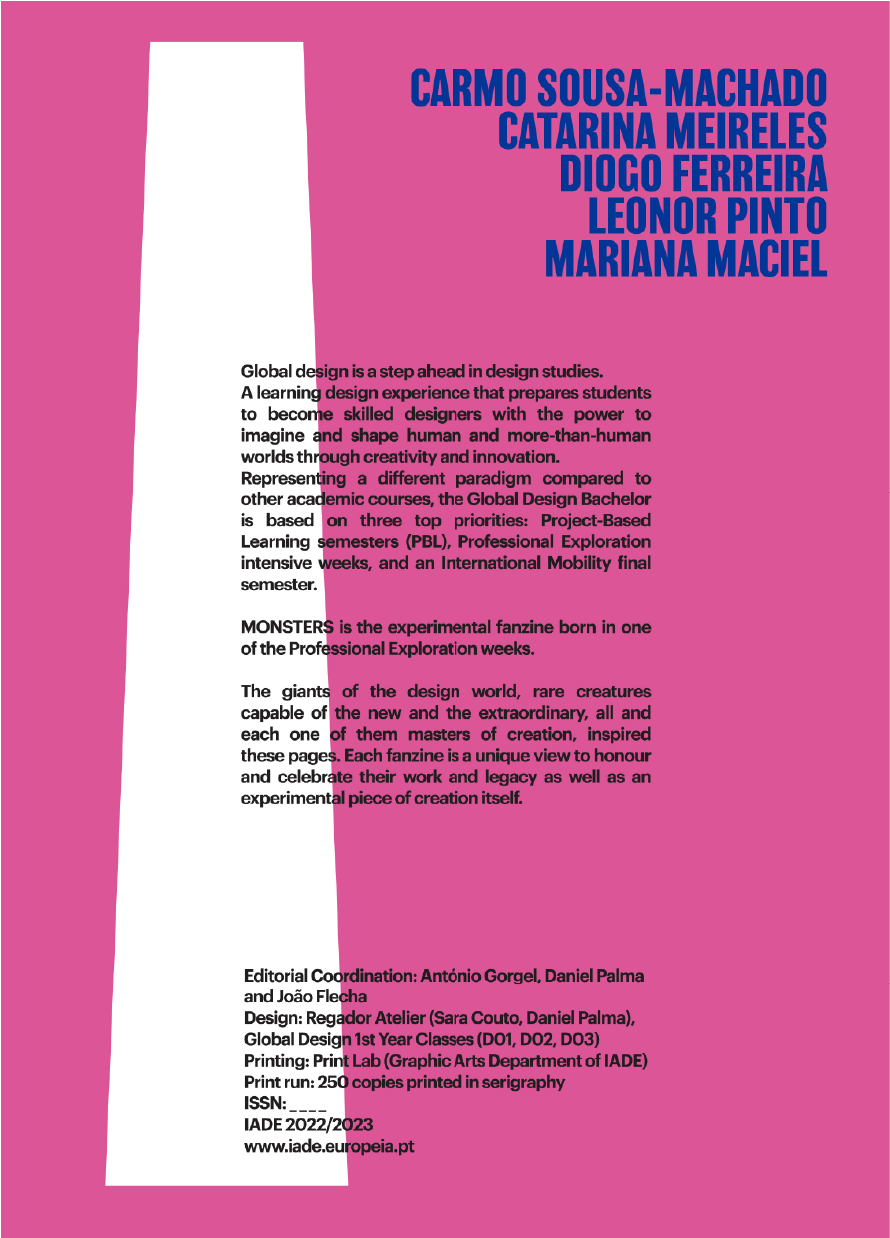 CARMO SOUSA-MACHADO
CATARINA MEIRELES
DIOGO FERREIRA
LEONOR PINTO
MARIANA MACIEL
Global design is a step ahead in design studies.
A learning design experience that prepares students
to become skilled designers with the power to
imagine and shape human and more-than-human
worlds through creativity and innovation.
Representing a different paradigm compared to
other academic courses, the Global Design Bachelor
is based on three top priorities: Project-Based
Learning semesters (PBL), Professional Exploration
intensive weeks, and an International Mobility final
semester.
MONSTERS is the experimental fanzine born in one
of the Professional Exploration weeks.
The giants of the design world, rare creatures
capable of the new and the extraordinary, all and
each one of them masters of creation, inspired
these pages. Each fanzine is a unique view to honour
and celebrate their work and legacy as well as an
experimental piece of creation itself.
Editorial Coordination: António Gorgel, Daniel Palma
and João Flecha
Design: Regador Atelier (Sara Couto, Daniel Palma),
Global Design 1st Year Classes (D01, D02, D03)
Printing: Print Lab (Graphic Arts Department of IADE)
Print run: 250 copies printed in serigraphy
ISSN: _ _ _ _
IADE 2022/2023
www.iade.europeia.pt